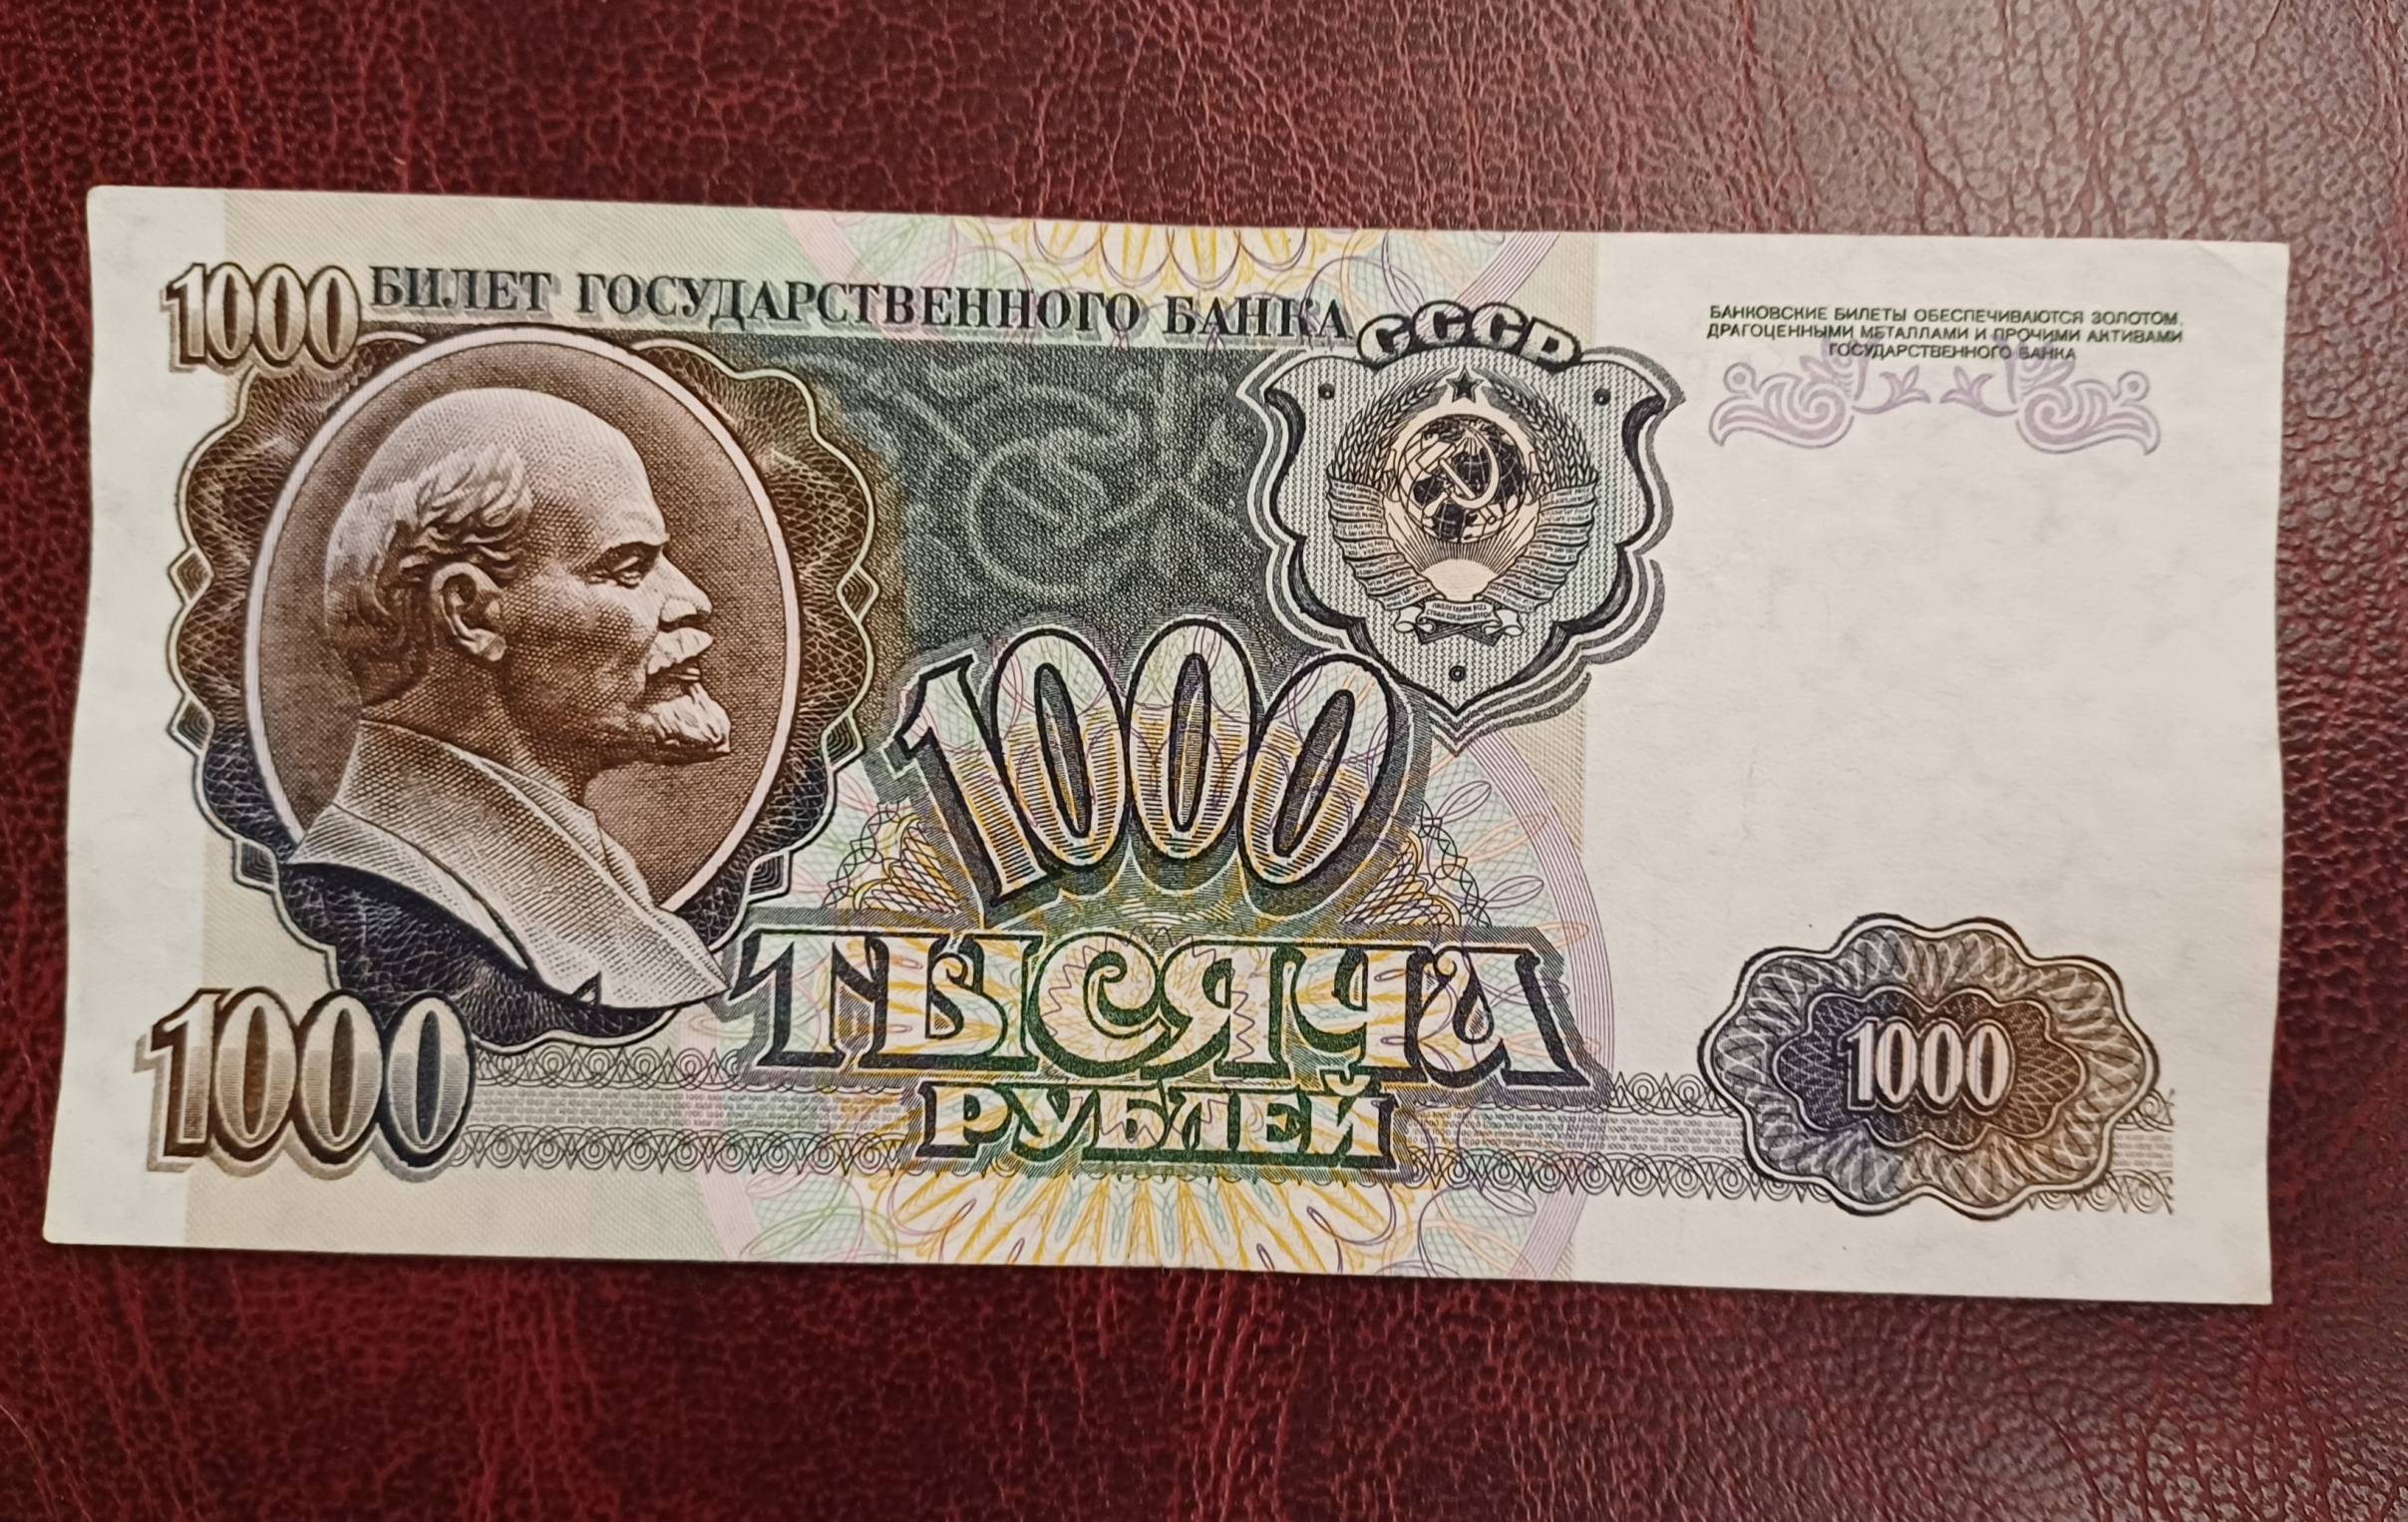 1000 БИЛЕТ ГОСУДАРСТВЕННОГО БАНКА
СССР
БАНКОВСКИЕ БИЛЕТЫ ОБЕСПЕЧИВАЮТСЯ ЗОЛОТОМ,
ДРАГОЦЕННЫМИ МЕТАЛЛАМИ И ПРОЧИМИ АКТИВАМИ
ГОСУДАРСТВЕННОГО БАНКА
1000
ТЫСЯЧА
РУБЛЕЙ
1000
1000